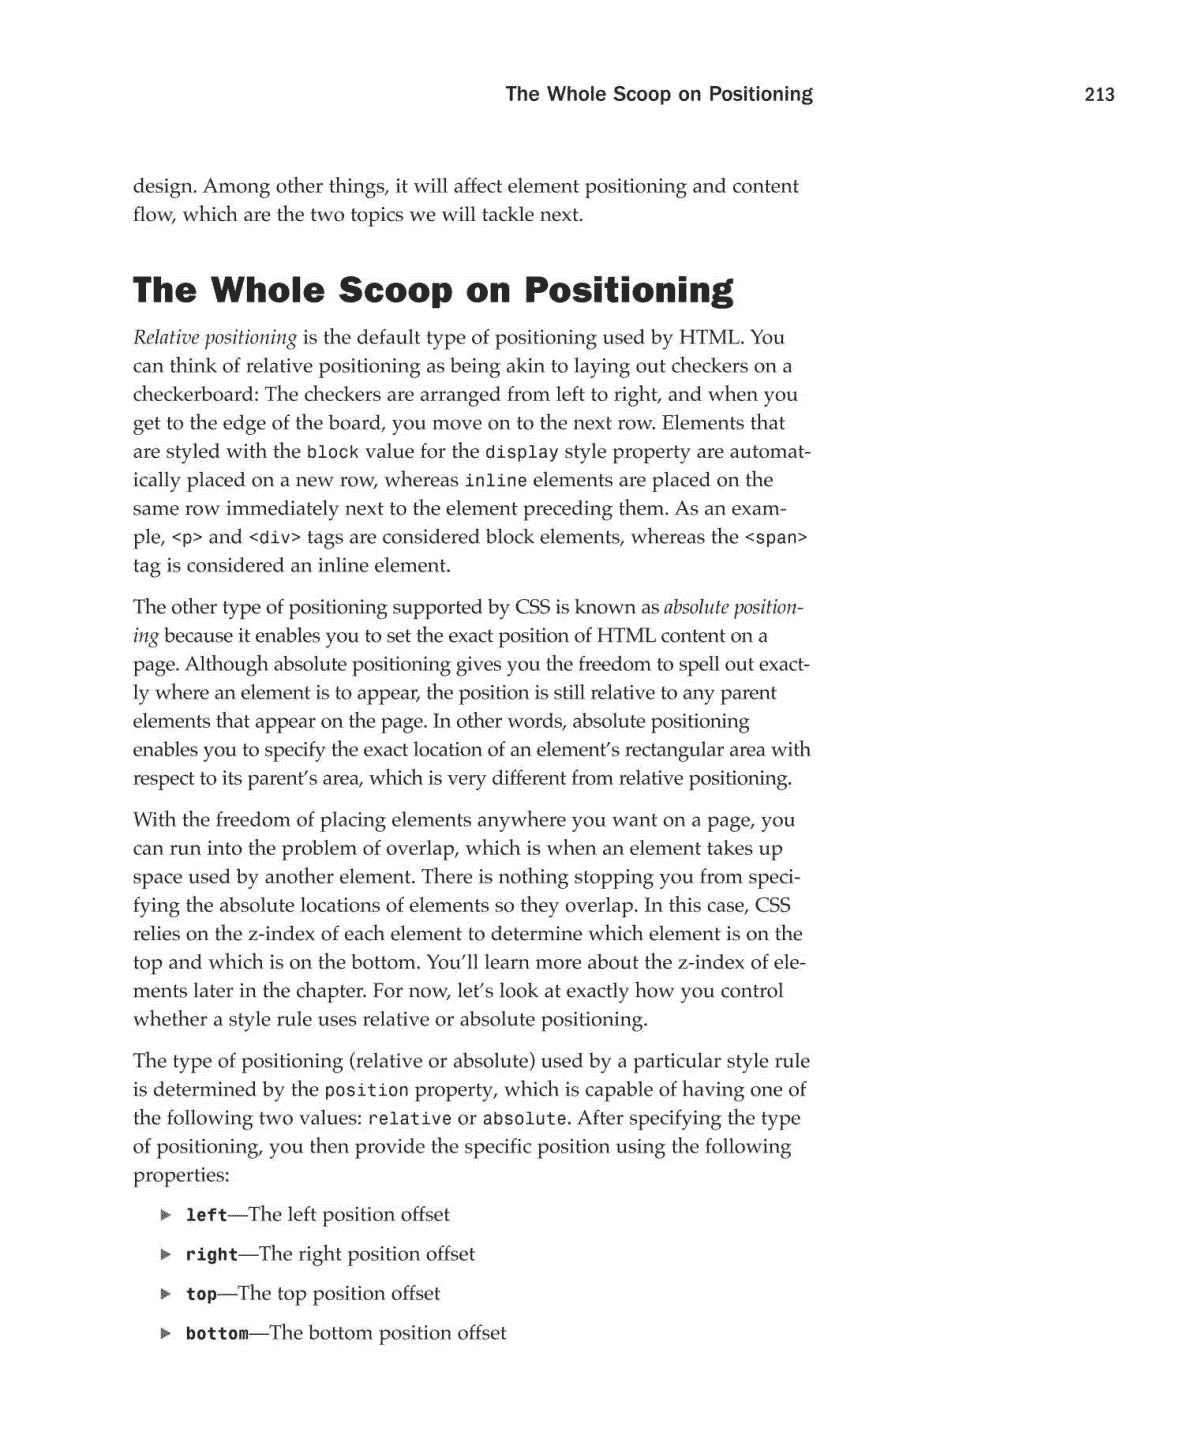 The Whole Scoop on Positioning 213
design. Among other things, it will affect element positioning and content
flow, which are the two topics we will tackle next.
The Whole Scoop on Positioning
Relative positioning is the default type of positioning used by HTML. You
can think of relative positioning as being akin to laying out checkers on a
checkerboard: The checkers are arranged from left to right, and when you
get to the edge of the board, you move on to the next row. Elements that
are styled with the block value for the display style property are automat-
ically placed on a new row, whereas inline elements are placed on the
same row immediately next to the element preceding them. As an exam-
ple, <p> and <div> tags are considered block elements, whereas the <span>
tag is considered an inline element.
The other type of positioning supported by CSS is known as absolute position-
ing because it enables you to set the exact position of HTML content on a
page. Although absolute positioning gives you the freedom to spell out exact-
ly where an element is to appear, the position is still relative to any parent
elements that appear on the page. In other words, absolute positioning
enables you to specify the exact location of an element's rectangular area with
respect to its parent's area, which is very different from relative positioning.
With the freedom of placing elements anywhere you want on a page, you
can run into the problem of overlap, which is when an element takes up
space used by another element. There is nothing stopping you from speci-
fying the absolute locations of elements so they overlap. In this case, CSS
relies on the z-index of each element to determine which element is on the
top and which is on the bottom. You'll learn more about the z-index of ele-
ments later in the chapter. For now, let's look at exactly how you control
whether a style rule uses relative or absolute positioning.
The type of positioning (relative or absolute) used by a particular style rule
is determined by the position property, which is capable of having one of
the following two values: relative or absolute. After specifying the type
of positioning, you then provide the specific position using the following
properties:
▶ left—The left position offset
▶ right—The right position offset
▶ top—The top position offset
▶ bottom—The bottom position offset